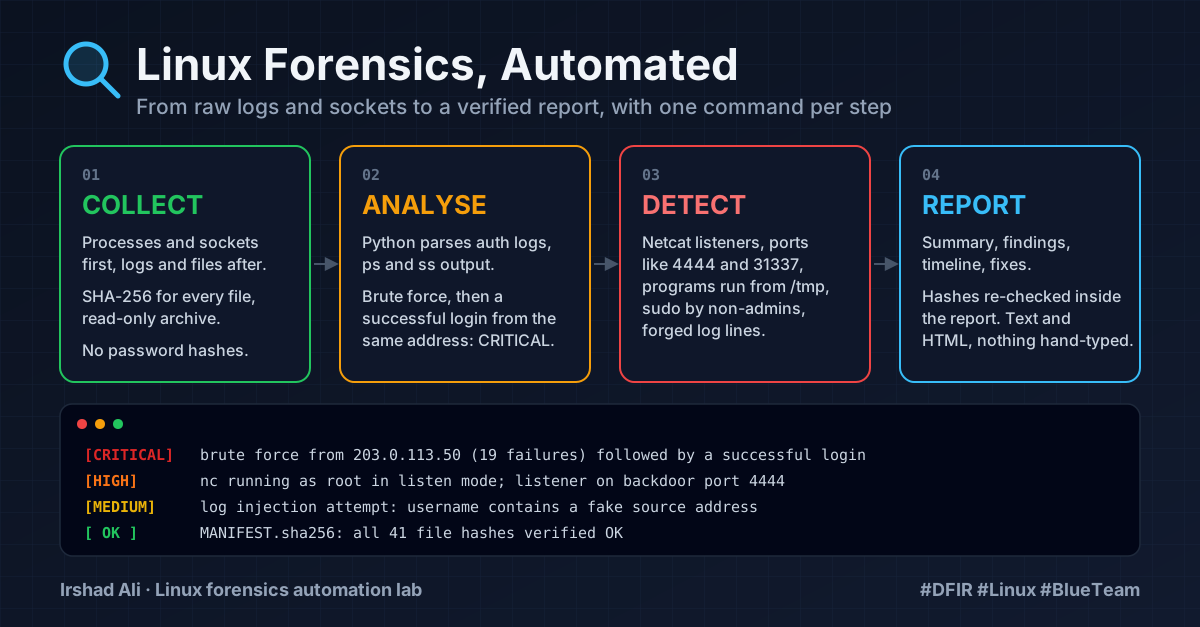 Linux Forensics, Automated
From raw logs and sockets to a verified report, with one command per step
01
COLLECT
Processes and sockets
first, logs and files after.
SHA-256 for every file,
read-only archive.
No password hashes.
02
ANALYSE
Python parses auth logs,
ps and ss output.
Brute force, then a
successful login from the
same address: CRITICAL.
03
DETECT
Netcat listeners, ports
like 4444 and 31337,
programs run from /tmp,
sudo by non-admins,
forged log lines.
04
REPORT
Summary, findings,
timeline, fixes.
Hashes re-checked inside
the report. Text and
HTML, nothing hand-typed.
[CRITICAL] brute force from 203.0.113.50 (19 failures) followed by a successful login
[HIGH] nc running as root in listen mode; listener on backdoor port 4444
[MEDIUM] log injection attempt: username contains a fake source address
[ OK ] MANIFEST.sha256: all 41 file hashes verified OK
Irshad Ali · Linux forensics automation lab
#DFIR #Linux #BlueTeam